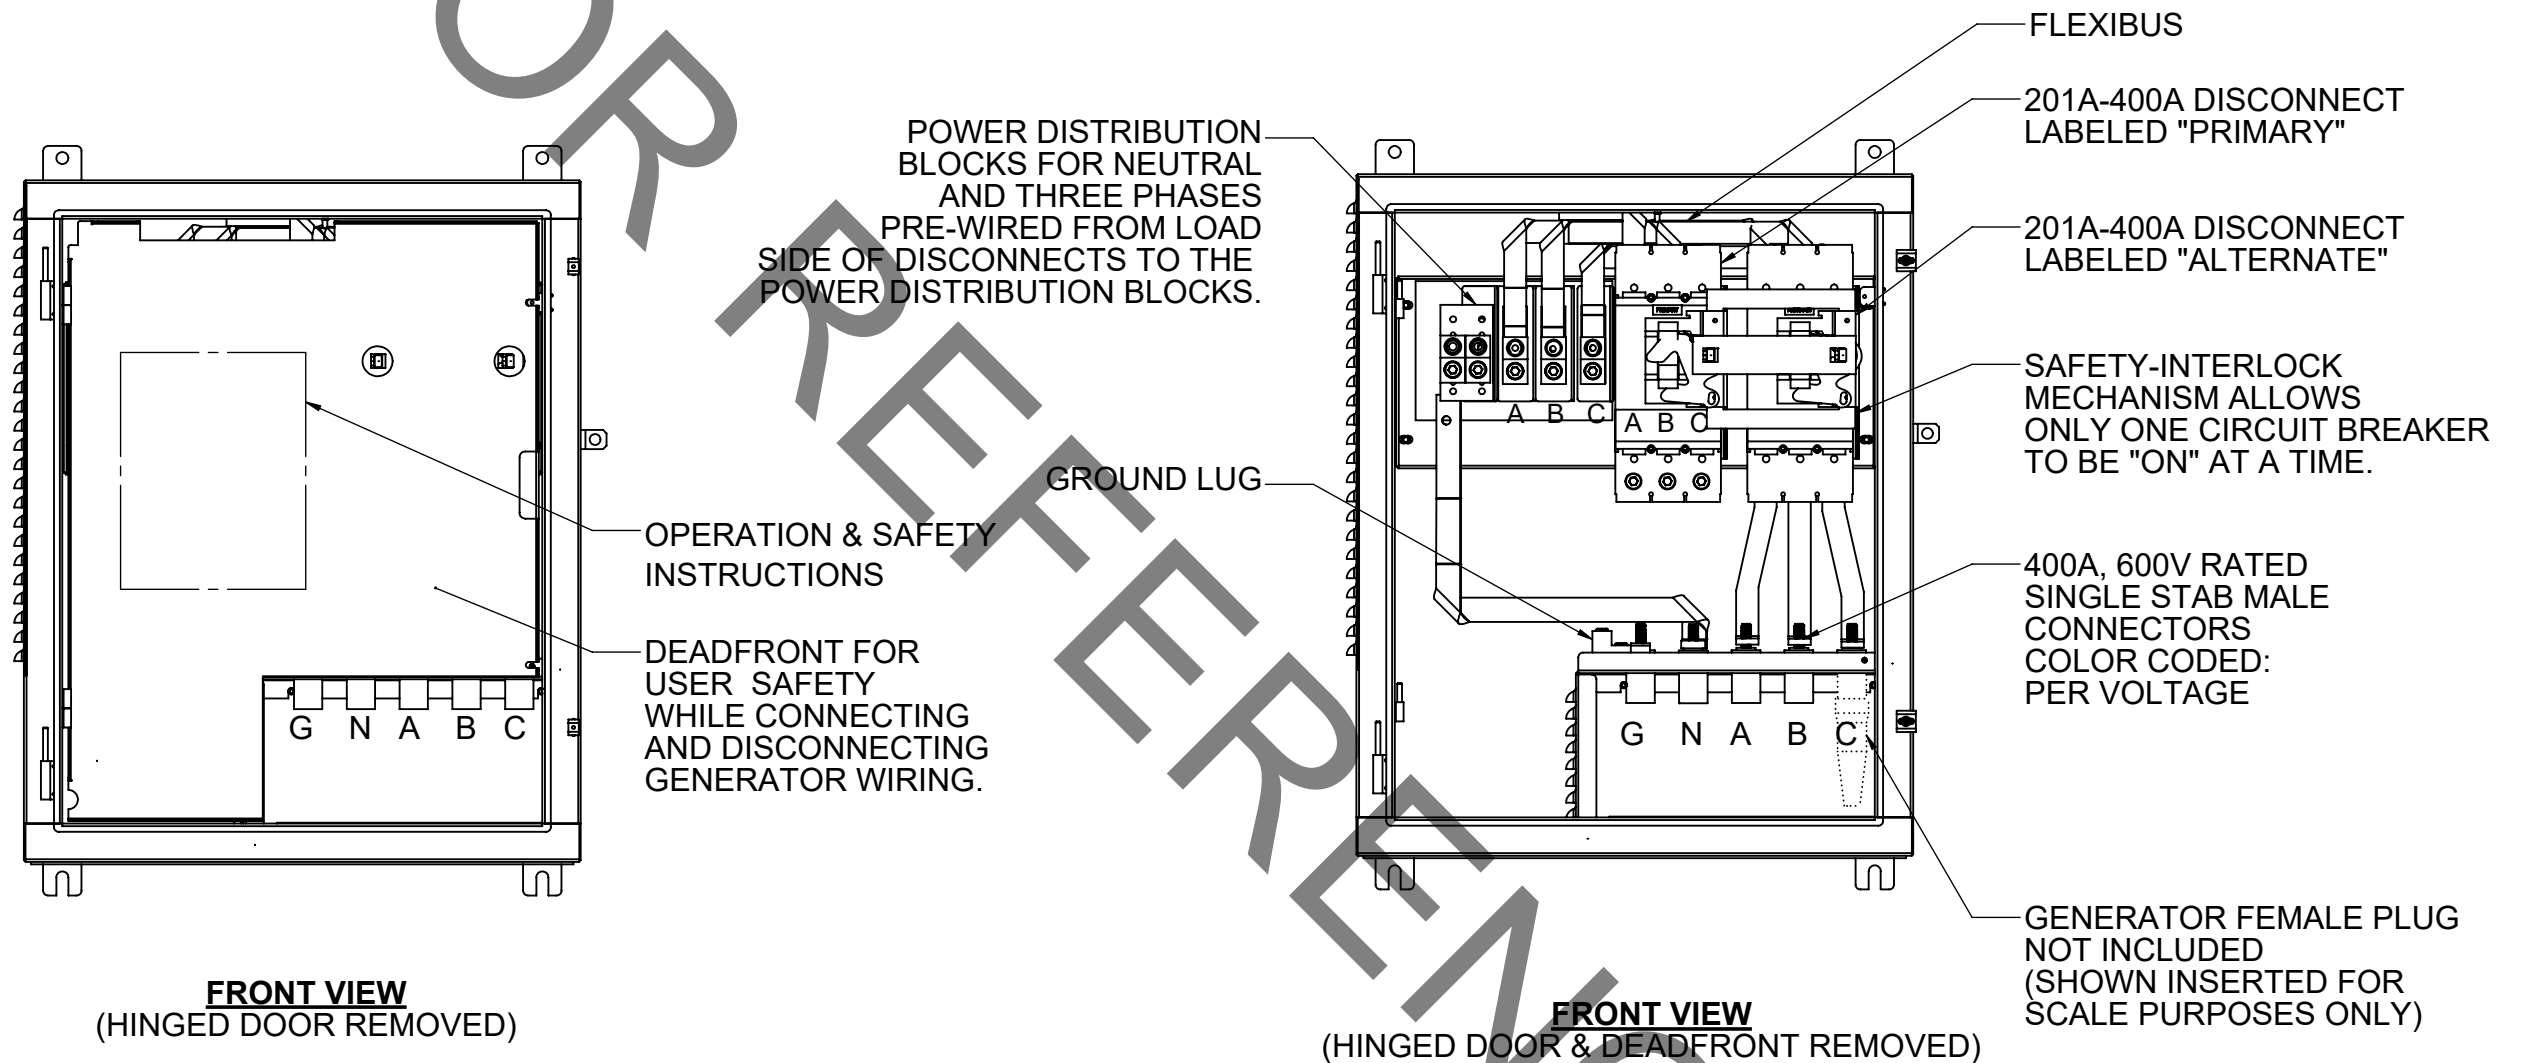 FOR REFERENC
OPERATION & SAFETY
INSTRUCTIONS
DEADFRONT FOR
USER  SAFETY
WHILE CONNECTING
AND DISCONNECTING
GENERATOR WIRING.
G N A B C
FRONT VIEW
(HINGED DOOR REMOVED)
POWER DISTRIBUTION
BLOCKS FOR NEUTRAL
AND THREE PHASES
PRE-WIRED FROM LOAD
SIDE OF DISCONNECTS TO THE
POWER DISTRIBUTION BLOCKS.
GROUND LUG
A B C
A B C
G N A B C
FLEXIBUS
201A-400A DISCONNECT
LABELED "PRIMARY"
201A-400A DISCONNECT
LABELED "ALTERNATE"
SAFETY-INTERLOCK
MECHANISM ALLOWS
ONLY ONE CIRCUIT BREAKER
TO BE "ON" AT A TIME.
400A, 600V RATED
SINGLE STAB MALE
CONNECTORS
COLOR CODED:
PER VOLTAGE
GENERATOR FEMALE PLUG
NOT INCLUDED
(SHOWN INSERTED FOR
SCALE PURPOSES ONLY)
FRONT VIEW
(HINGED DOOR & DEADFRONT REMOVED)